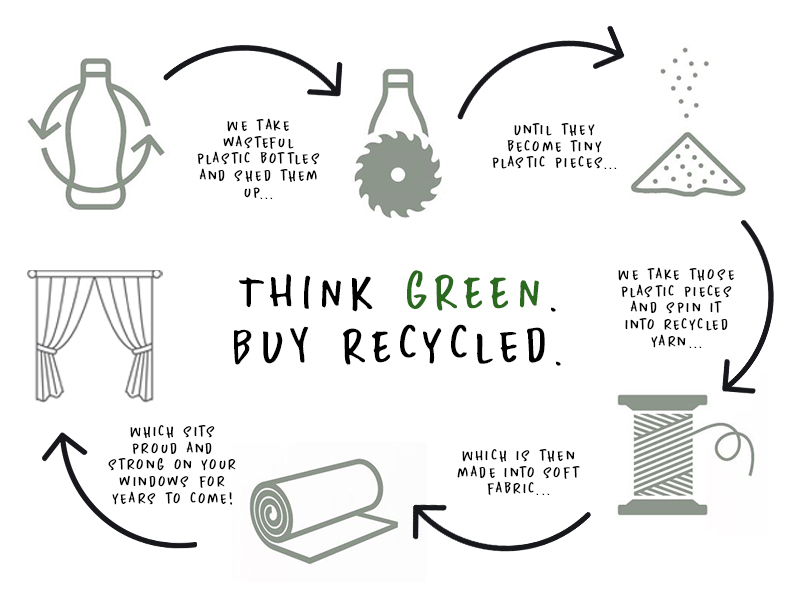 WE TAKE
WASTEFUL
PLASTIC BOTTLES
AND SHED THEM
UP...
UNTIL THEY
BECOME TINY
PLASTIC PIECES...
WE TAKE THOSE
PLASTIC PIECES
AND SPIN IT
INTO RECYCLED
YARN...
THINK GREEN.
BUY RECYCLED.
WHICH IS THEN
MADE INTO SOFT
FABRIC...
WHICH SITS
PROUD AND
STRONG ON YOUR
WINDOWS FOR
YEARS TO COME!